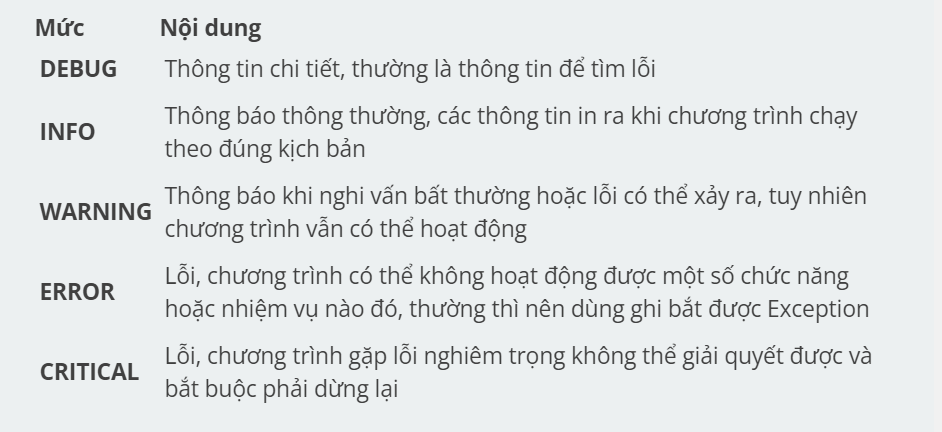 Mức Nội dung
DEBUG Thông tin chi tiết, thường là thông tin để tìm lỗi
INFO Thông báo thông thường, các thông tin in ra khi chương trình chạy
theo đúng kịch bản
WARNING Thông báo khi nghi vấn bất thường hoặc lỗi có thể xảy ra, tuy nhiên
chương trình vẫn có thể hoạt động
ERROR Lỗi, chương trình có thể không hoạt động được một số chức năng
hoặc nhiệm vụ nào đó, thường thì nên dùng ghi bắt được Exception
CRITICAL Lỗi, chương trình gặp lỗi nghiêm trọng không thể giải quyết được và
bắt buộc phải dừng lại